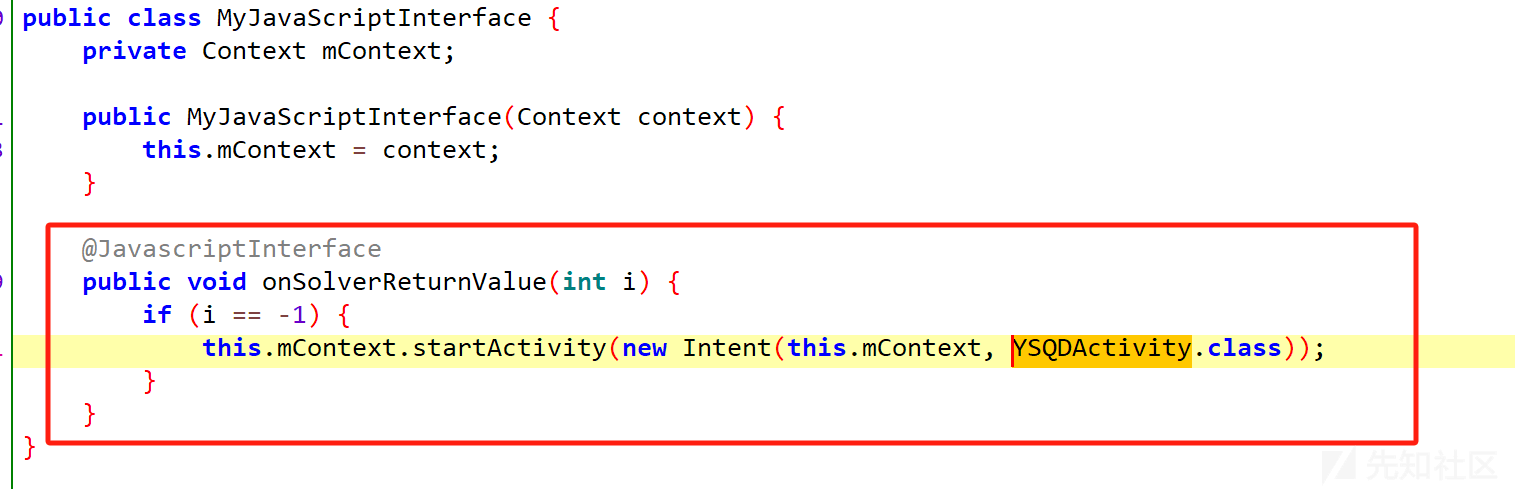 public class MyJavaScriptInterface {
    private Context mContext;
    public MyJavaScriptInterface(Context context) {
        this.mContext = context;
    }
    @JavascriptInterface
    public void onSolverReturnValue(int i) {
        if (i == -1) {
            this.mContext.startActivity(new Intent(this.mContext, YSQDActivity.class));
        }
    }
}
先知社区